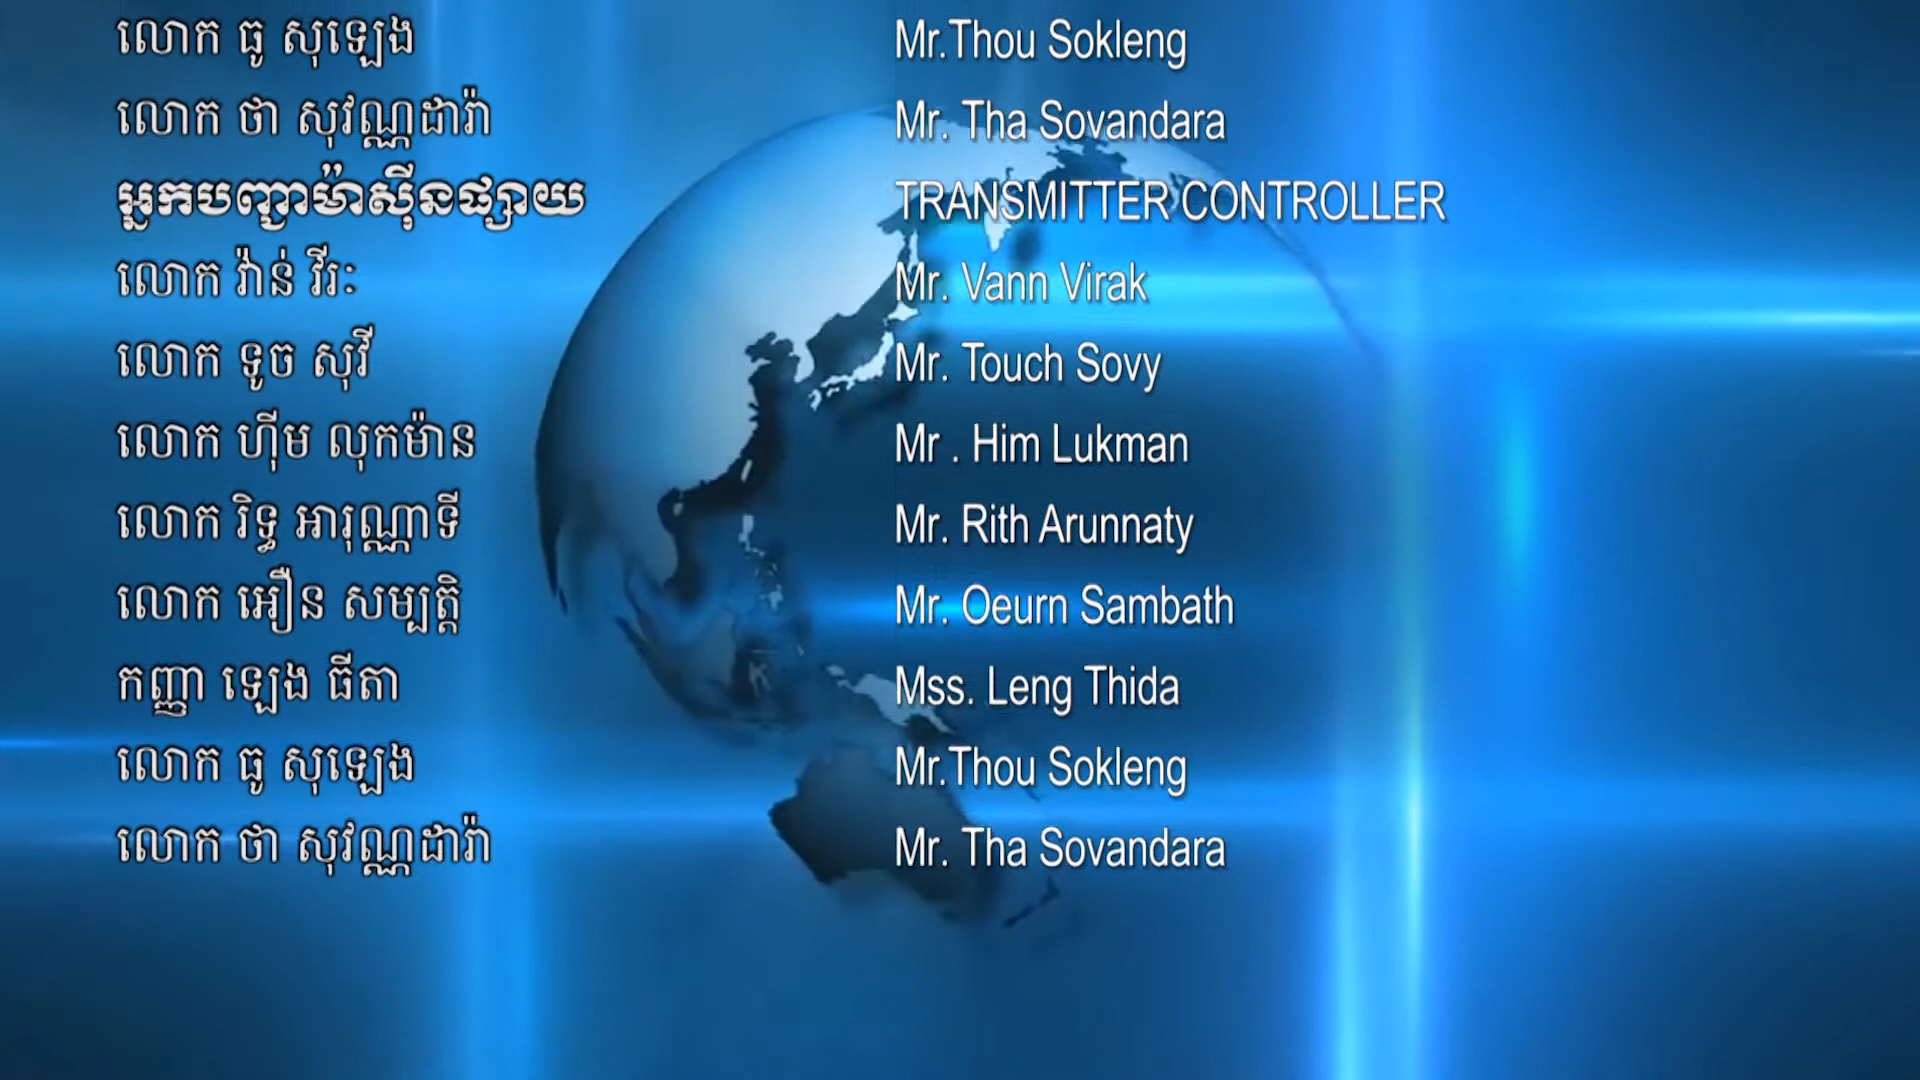 លោក ធូ សុឡេង Mr.Thou Sokleng
លោក ថា សុវណ្ណដារ៉ា Mr. Tha Sovandara
អ្នកបញ្ជាម៉ាស៊ីនផ្សាយ TRANSMITTER CONTROLLER
លោក វ៉ាន់ វីរៈ Mr. Vann Virak
លោក ទូច សុវី Mr. Touch Sovy
លោក ហ៊ីម លុកម៉ាន Mr . Him Lukman
លោក រិទ្ធ អារុណ្ណាទី Mr. Rith Arunnaty
លោក អឿន សម្បត្តិ Mr. Oeurn Sambath
កញ្ញា ឡេង ធីតា Mss. Leng Thida
លោក ធូ សុឡេង Mr.Thou Sokleng
លោក ថា សុវណ្ណដារ៉ា Mr. Tha Sovandara